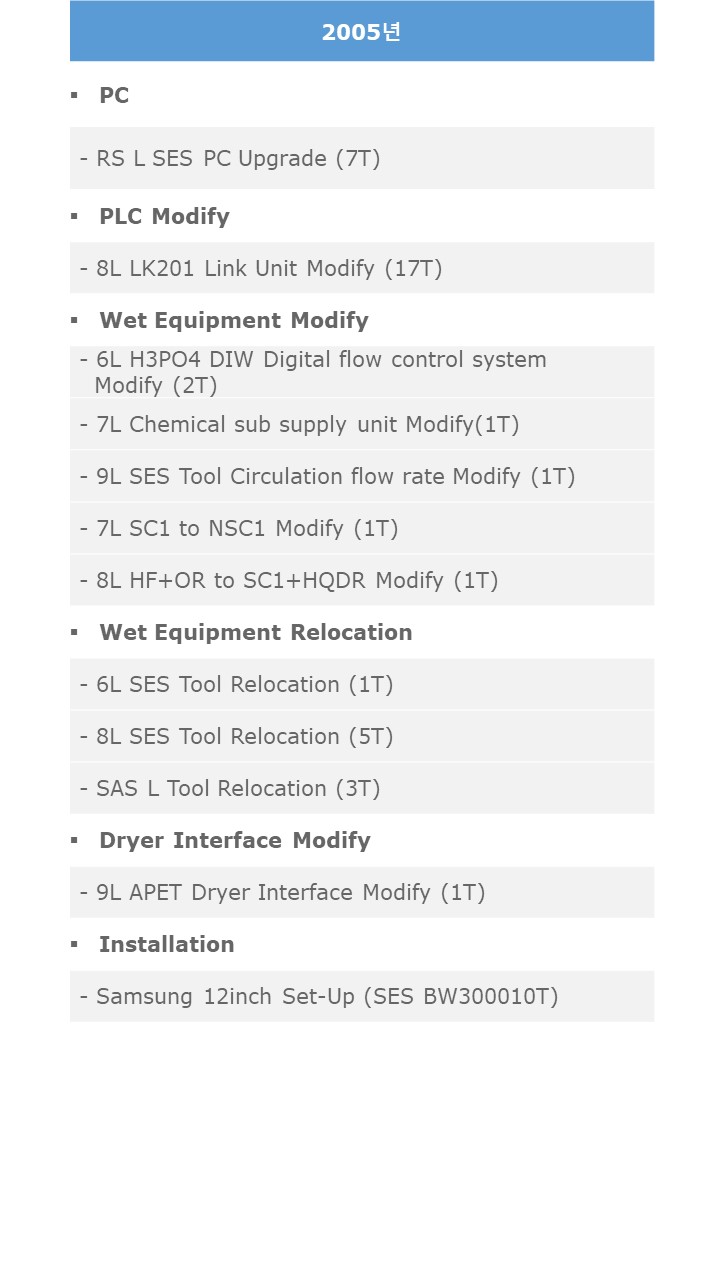 2005년
▪ PC
- RS L SES PC Upgrade (7T)
▪ PLC Modify
- 8L LK201 Link Unit Modify (17T)
▪ Wet Equipment Modify
- 6L H3PO4 DIW Digital flow control system
Modify (2T)
- 7L Chemical sub supply unit Modify(1T)
- 9L SES Tool Circulation flow rate Modify (1T)
- 7L SC1 to NSC1 Modify (1T)
- 8L HF+OR to SC1+HQDR Modify (1T)
▪ Wet Equipment Relocation
- 6L SES Tool Relocation (1T)
- 8L SES Tool Relocation (5T)
- SAS L Tool Relocation (3T)
▪ Dryer Interface Modify
- 9L APET Dryer Interface Modify (1T)
▪ Installation
- Samsung 12inch Set-Up (SES BW300010T)